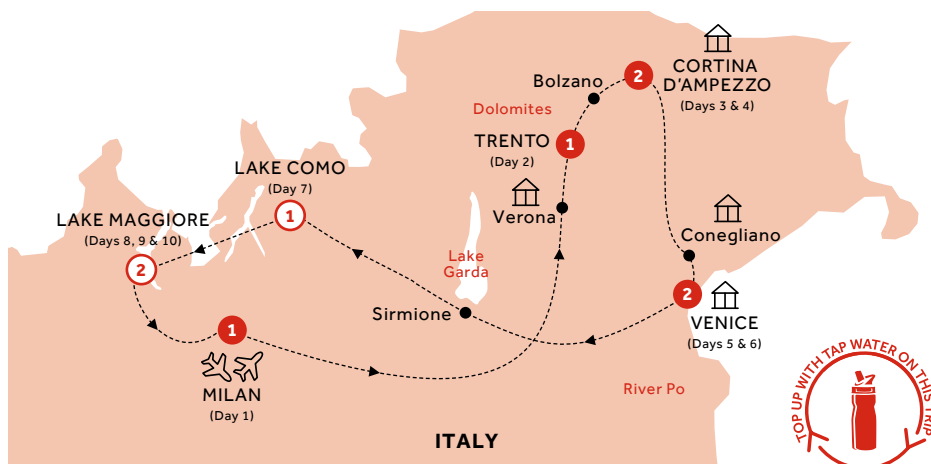 2
CORTINA
D'AMPEZZO
(Days 3 & 4)
Bolzano
Dolomites
TRENTO
1
(Day 2)
LAKE COMO
(Day 7)
1
Verona
LAKE MAGGIORE
(Days 8, 9 & 10)
2
Conegliano
Lake
Garda
2
VENICE
(Days 5 & 6)
Sirmione
1
MILAN
(Day 1)
River Po
ITALY
TOP UP WITH TAP WATER ON THIS TRIP